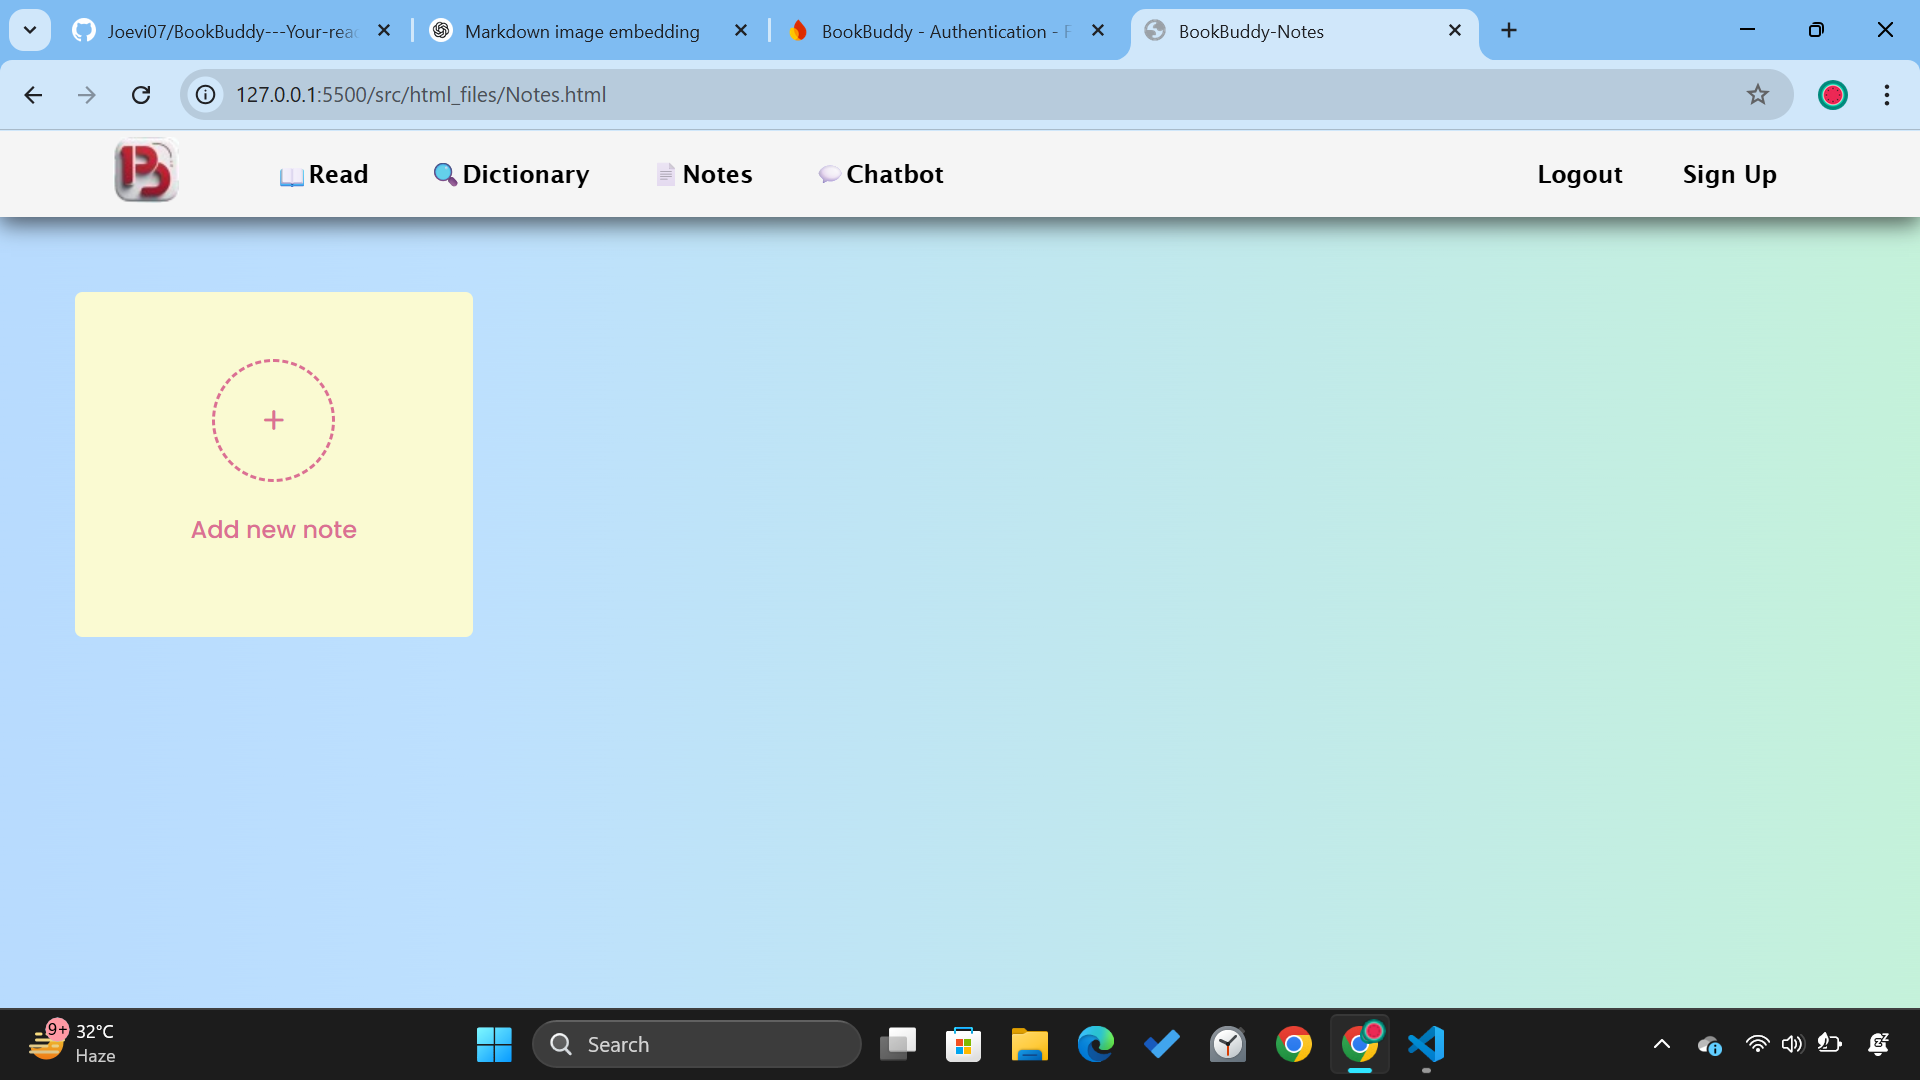 Joevi07/BookBuddy---Your-rea
Markdown image embedding
BookBuddy - Authentication - F
BookBuddy-Notes
127.0.0.1:5500/src/html_files/Notes.html
Read
Dictionary
Notes
Chatbot
Logout
Sign Up
+
Add new note
9+
32°C
Haze
Search